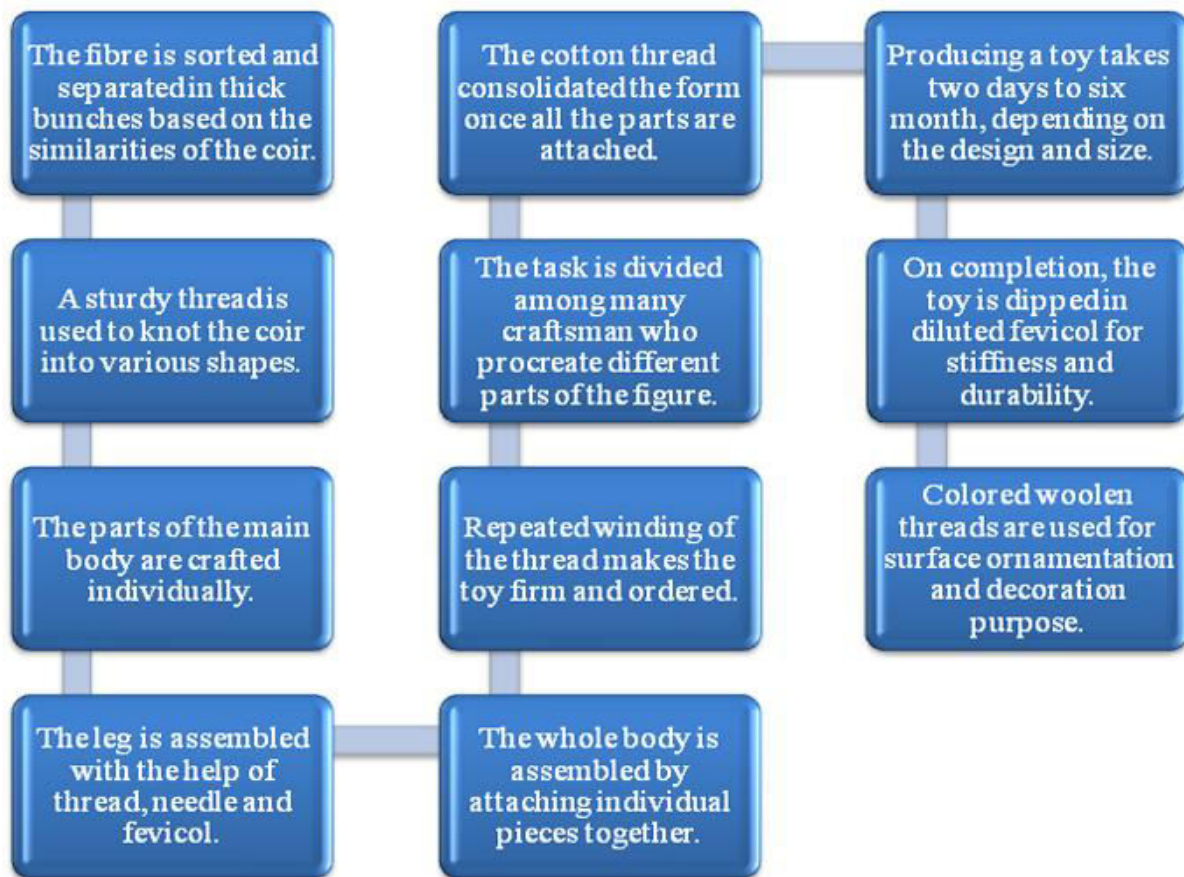 The fibre is sorted and
separated in thick
bunches based on the
similarities of the coir.
A sturdy thread is
used to knot the coir
into various shapes.
The parts of the main
body are crafted
individually.
The leg is assembled
with the help of
thread, needle and
fevicol.
The whole body is
assembled by
attaching individual
pieces together.
Repeated winding of
the thread makes the
toy firm and ordered.
The task is divided
among many
craftsman who
procreate different
parts of the figure.
The cotton thread
consolidated the form
once all the parts are
attached.
Producing a toy takes
two days to six
month, depending on
the design and size.
On completion, the
toy is dipped in
diluted fevicol for
stiffness and
durability.
Colored woolen
threads are used for
surface ornamentation
and decoration
purpose.